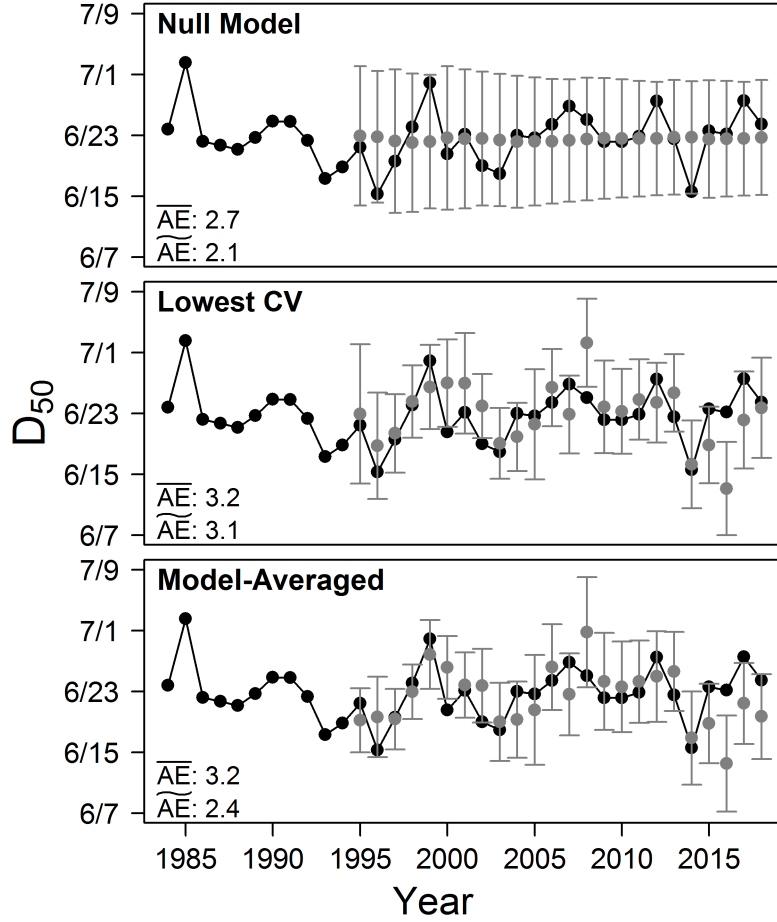 Null Model
7/9
7/1
6/23
6/15
6/7
AE: 2.7
AE: 2.1
Lowest CV
7/9
7/1
6/23
6/15
6/7
AE: 3.2
AE: 3.1
Model-Averaged
7/9
7/1
6/23
6/15
6/7
AE: 3.2
AE: 2.4
D50
1985 1990 1995 2000 2005 2010 2015
Year